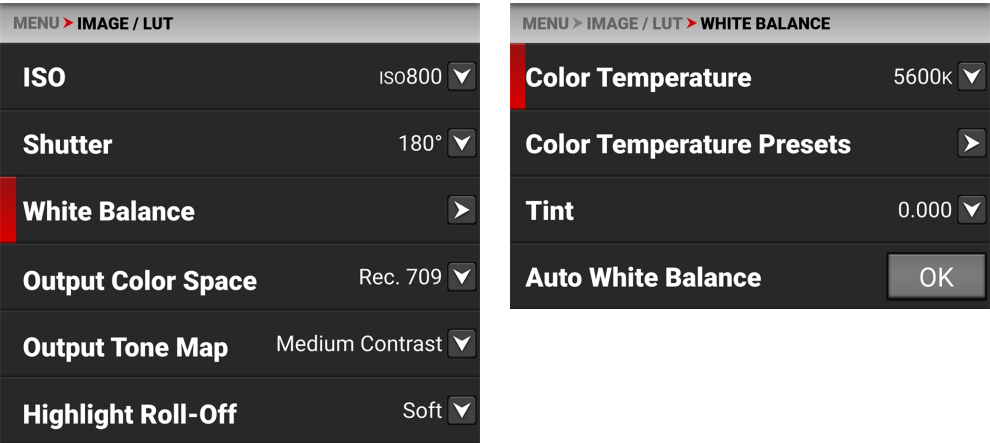 MENU > IMAGE / LUT
ISO ISO800
Shutter 180°
White Balance
Output Color Space Rec. 709
Output Tone Map Medium Contrast
Highlight Roll-Off Soft
MENU > IMAGE / LUT > WHITE BALANCE
Color Temperature 5600K
Color Temperature Presets
Tint 0.000
Auto White Balance OK